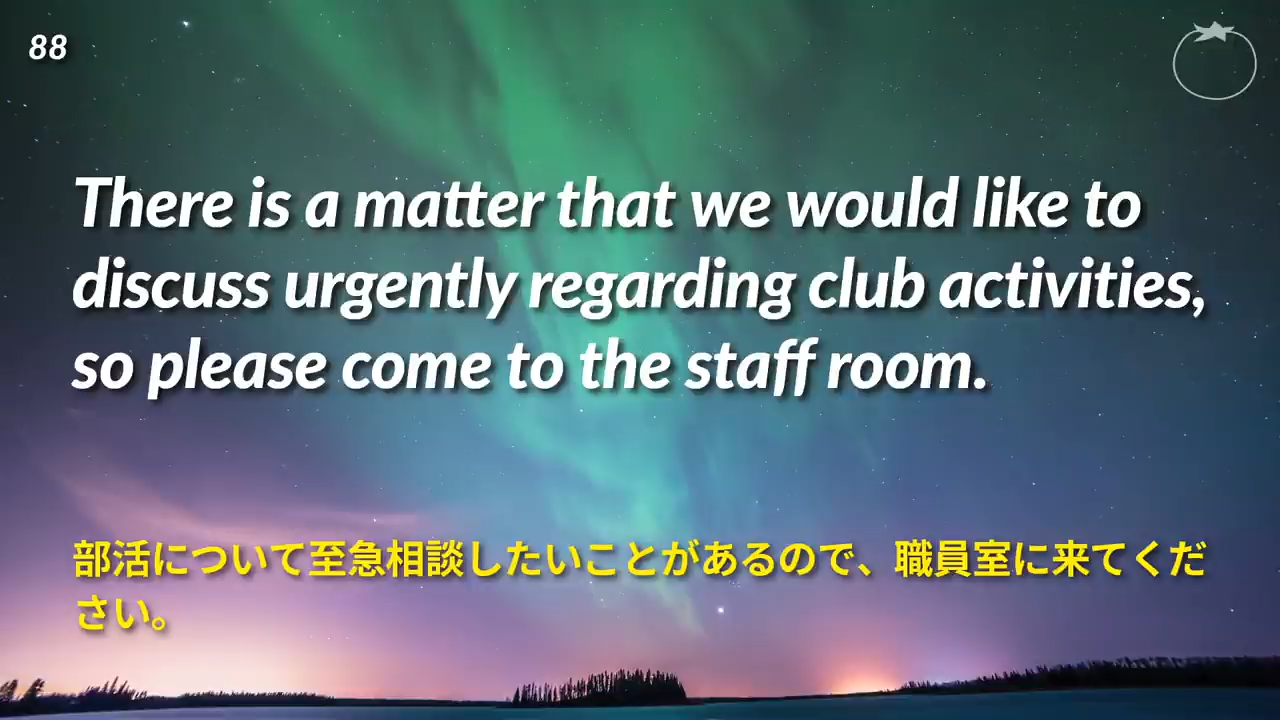 88
There is a matter that we would like to
discuss urgently regarding club activities,
so please come to the staff room.
部活について至急相談したいことがあるので、職員室に来てくだ
さい。